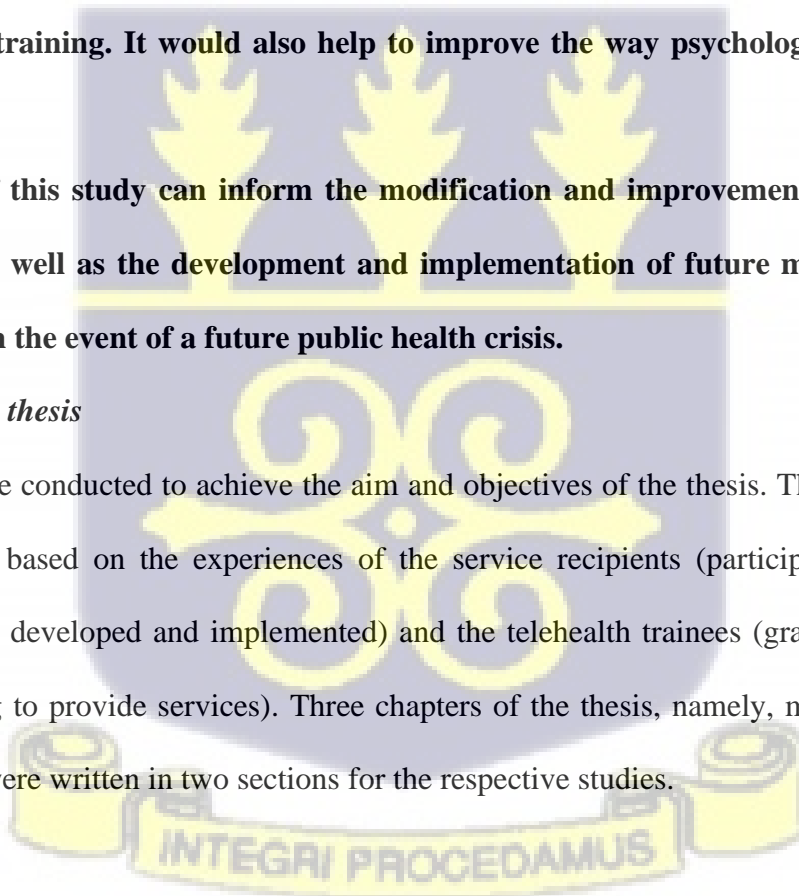 training. It would also help to improve the way psycholog
this study can inform the modification and improvemen
well as the development and implementation of future m
n the event of a future public health crisis.
thesis
e conducted to achieve the aim and objectives of the thesis. Th
based on the experiences of the service recipients (particip
developed and implemented) and the telehealth trainees (gra
g to provide services). Three chapters of the thesis, namely, m
vere written in two sections for the respective studies.
INTEGRI PROCEDAMUS